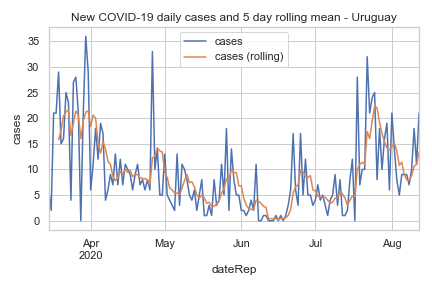 New COVID-19 daily cases and 5 day rolling mean - Uruguay
cases
cases (rolling)
35
30
25
20
15
10
5
0
cases
Apr
2020
May
Jun
Jul
Aug
dateRep